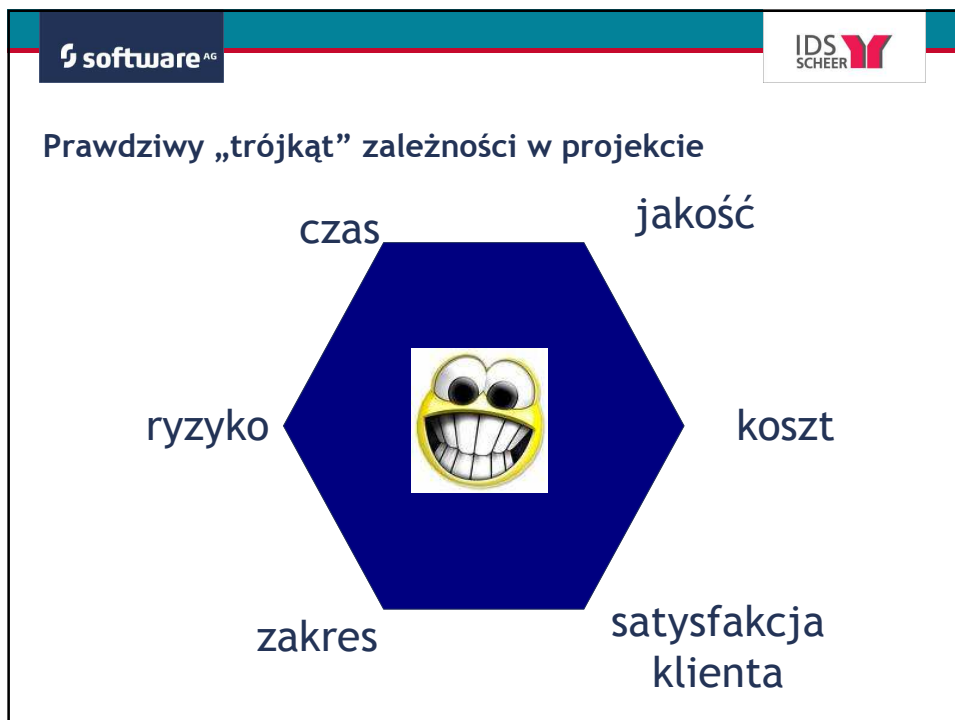 software AG
IDS
SCHEER
Prawdziwy „trójkąt” zależności w projekcie
czas
jakość
ryzyko
koszt
zakres
satysfakcja
klienta